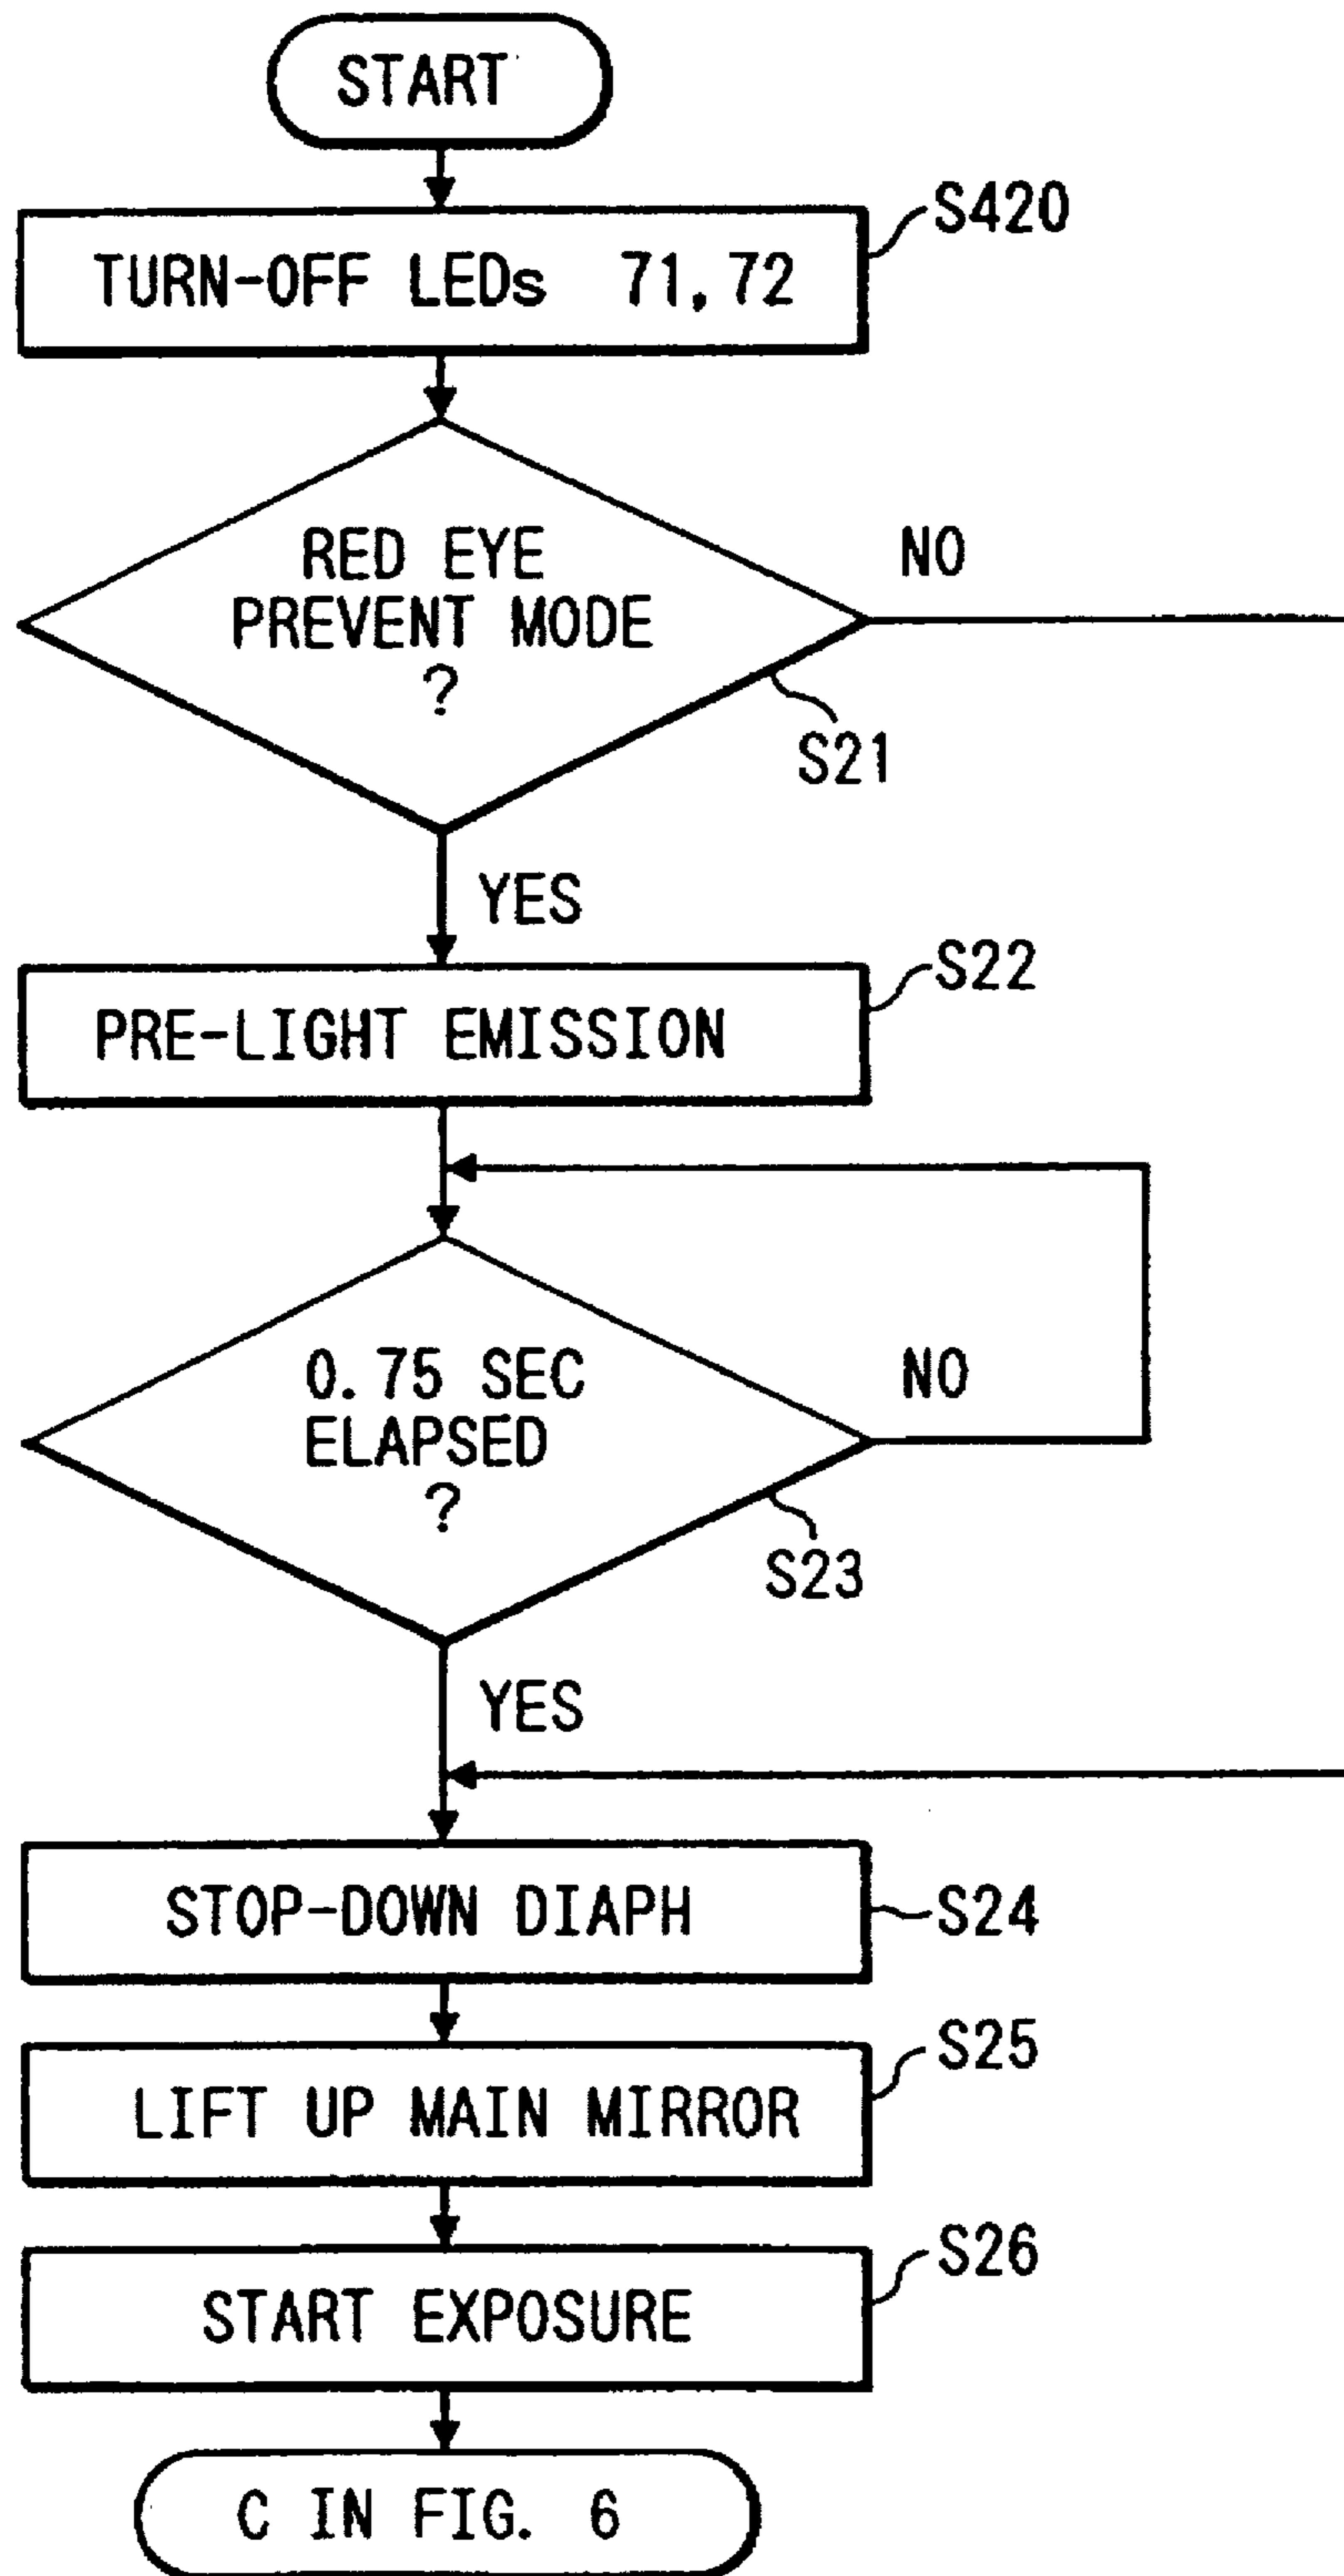 START
S420
TURN-OFF LEDs 71, 72
RED EYE
PREVENT MODE
?
NO
S21
YES
S22
PRE-LIGHT EMISSION
0.75 SEC
ELAPSED
?
NO
S23
YES
STOP-DOWN DIAPH
S24
S25
LIFT UP MAIN MIRROR
S26
START EXPOSURE
C IN FIG. 6